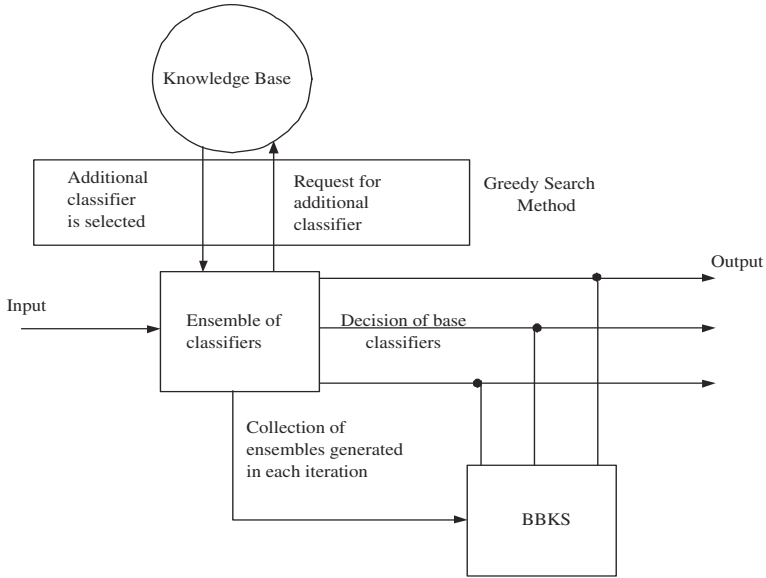 Knowledge Base
Additional
classifier
is selected
Request for
additional
classifier
Greedy Search
Method
Output
Input
Ensemble of
classifiers
Decision of base
classifiers
Collection of
ensembles generated
in each iteration
BBKS